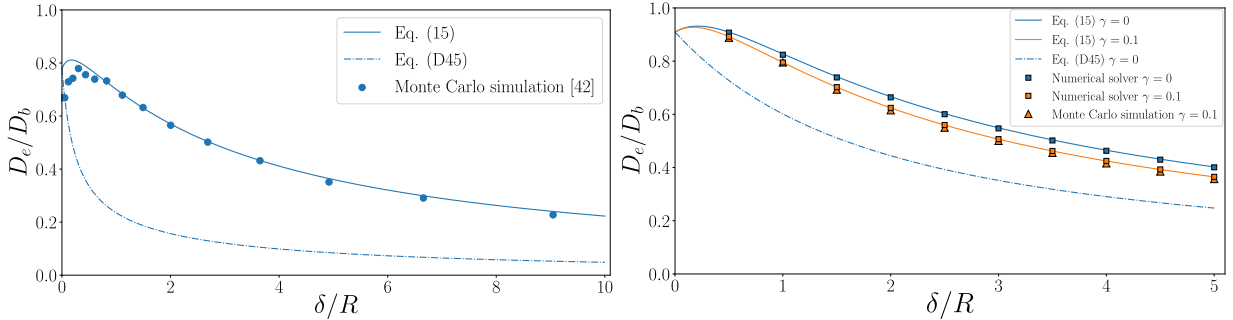 1.0
0.8
0.6
0.4
0.2
0.0
D_e/D_b
Eq. (15)
Eq. (D45)
Monte Carlo simulation [42]
0 2 4 6 8 10
δ/R
1.0
0.8
0.6
0.4
0.2
0.0
D_e/D_b
Eq. (15) γ = 0
Eq. (15) γ = 0.1
Eq. (D45) γ = 0
Numerical solver γ = 0
Numerical solver γ = 0.1
Monte Carlo simulation γ = 0.1
0 1 2 3 4 5
δ/R